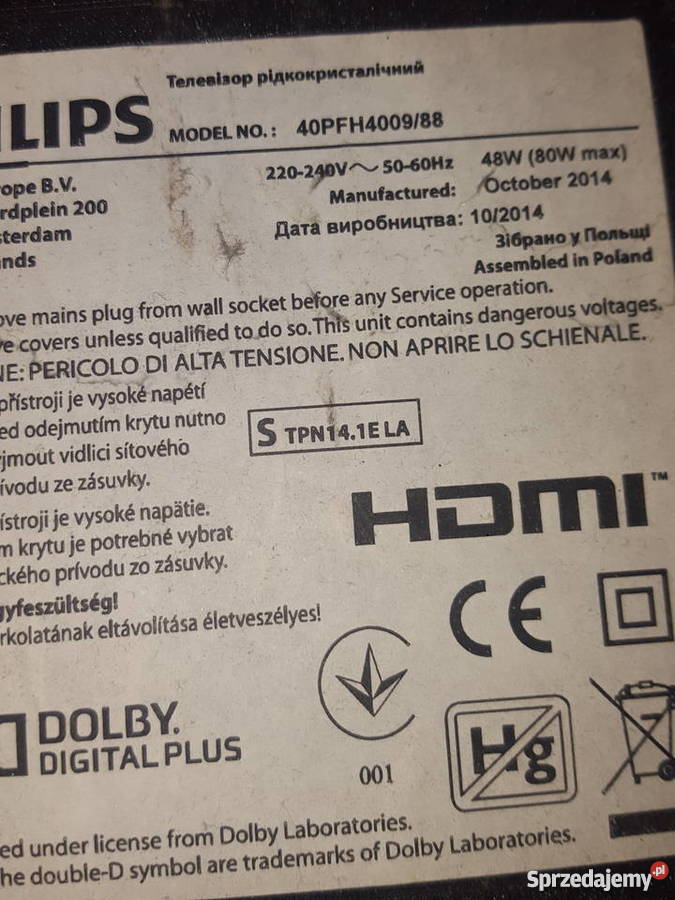 Телевізор рідкокристалічний
ILIPS MODEL NO.: 40PFH4009/88
220-240V~ 50-60Hz 48W (80W max)
ope B.V.
rdplein 200
sterdam
nds
Manufactured: October 2014
Дата виробництва: 10/2014
Зібрано у Польщі
Assembled in Poland
ove mains plug from wall socket before any Service operation.
e covers unless qualified to do so. This unit contains dangerous voltages.
NE: PERICOLO DI ALTA TENSIONE. NON APRIRE LO SCHIENALE.
přístroji je vysoké napétí
ed odejmutím krytu nutno
jmout vidlici sítového
ívodu ze zásuvky.
ístroji je vysoké napätie.
m krytu je potrebné vybrat
ckého prívodu zo zásuvky.
gyfeszültség!
rkolatának eltávolítása életveszélyes!
S TPN14.1E LA
HDMI™
CE
DOLBY.
DIGITAL PLUS
001
Hg
ed under license from Dolby Laboratories.
he double-D symbol are trademarks of Dolby Laboratories.
Sprzedajemy.pl